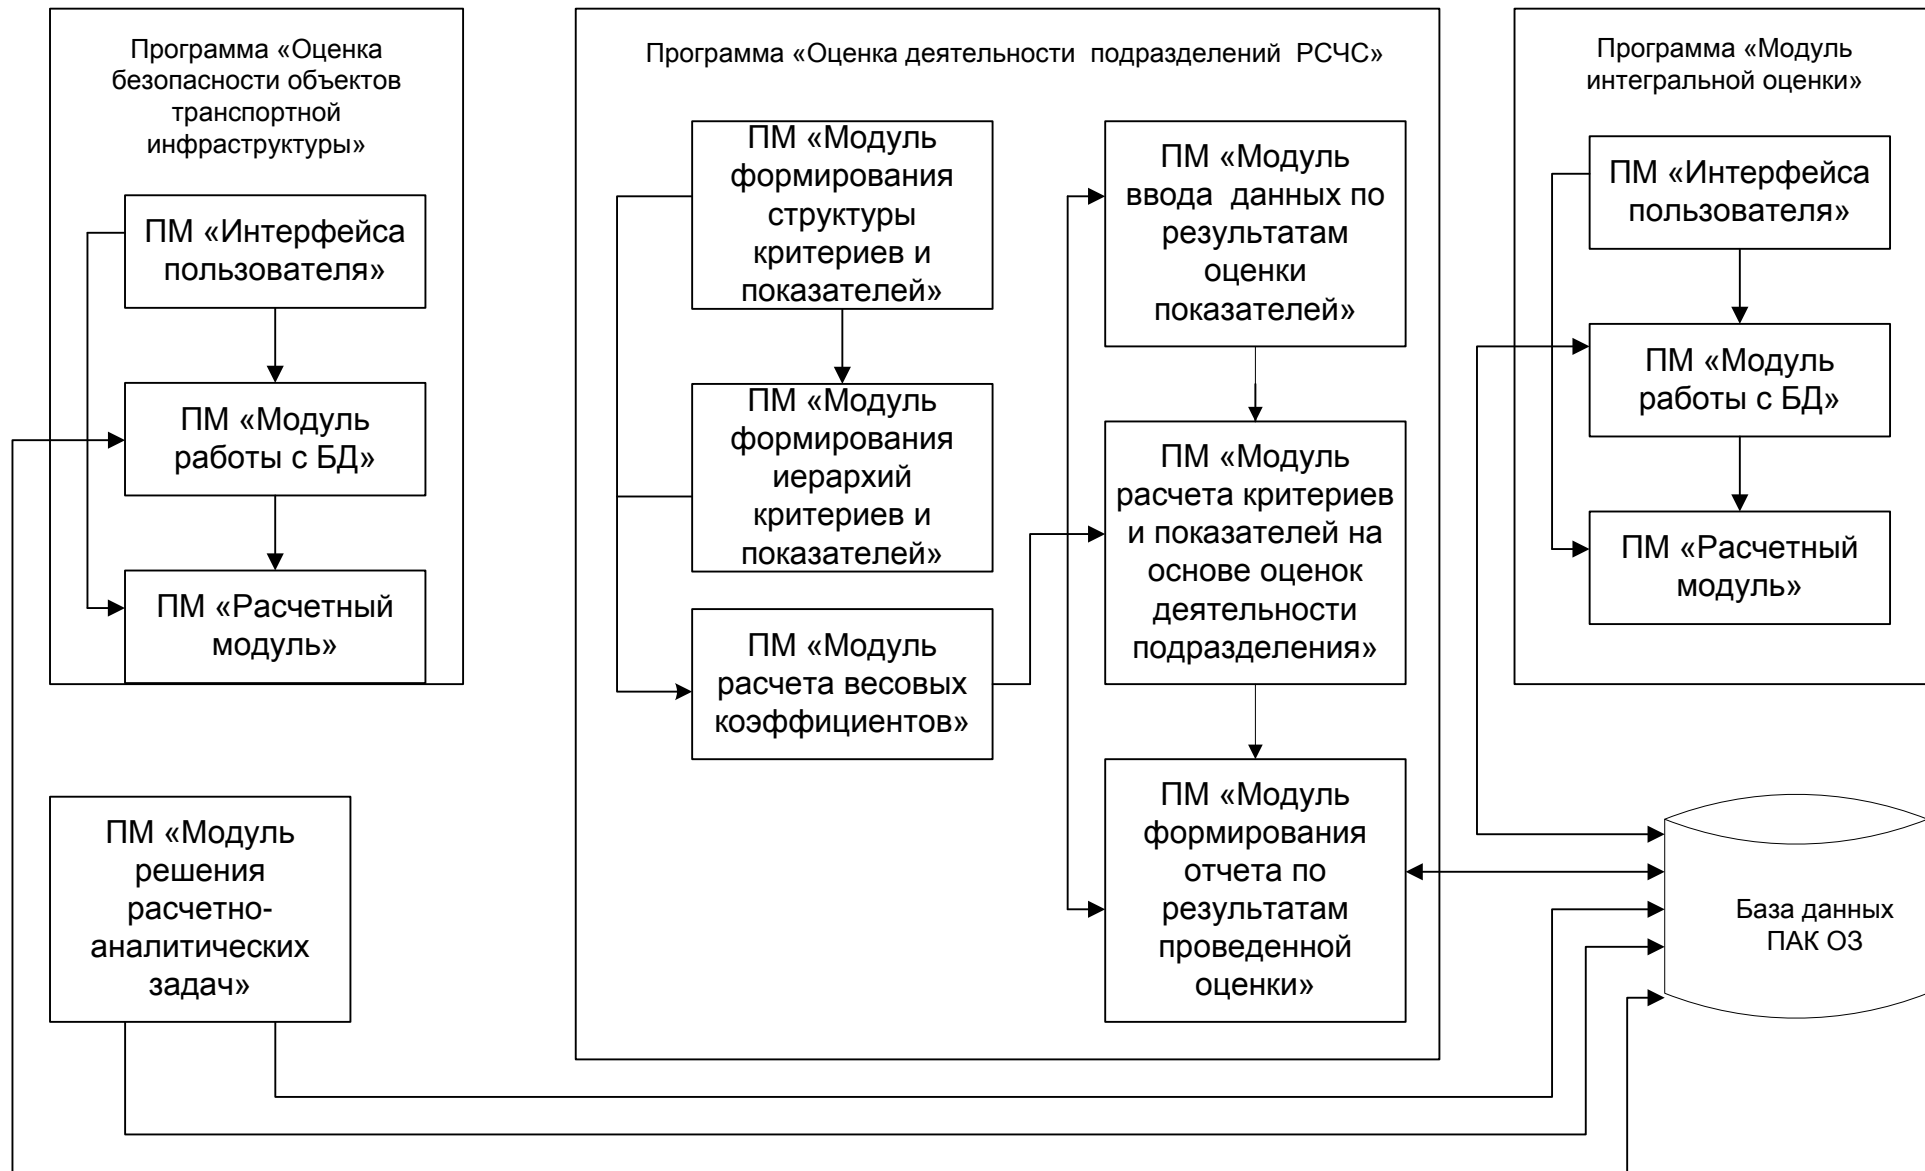 Программа «Оценка
безопасности объектов
транспортной
инфраструктуры»
ПМ «Интерфейса
пользователя»
ПМ «Модуль
работы с БД»
ПМ «Расчетный
модуль»
ПМ «Модуль
решения
расчетно-
аналитических
задач»
Программа «Оценка деятельности подразделений РСЧС»
ПМ «Модуль
формирования
структуры
критериев и
показателей»
ПМ «Модуль
формирования
иерархий
критериев и
показателей»
ПМ «Модуль
расчета весовых
коэффициентов»
ПМ «Модуль
ввода данных по
результатам
оценки
показателей»
ПМ «Модуль
расчета критериев
и показателей на
основе оценок
деятельности
подразделения»
ПМ «Модуль
формирования
отчета по
результатам
проведенной
оценки»
Программа «Модуль
интегральной оценки»
ПМ «Интерфейса
пользователя»
ПМ «Модуль
работы с БД»
ПМ «Расчетный
модуль»
База данных
ПАК ОЗ